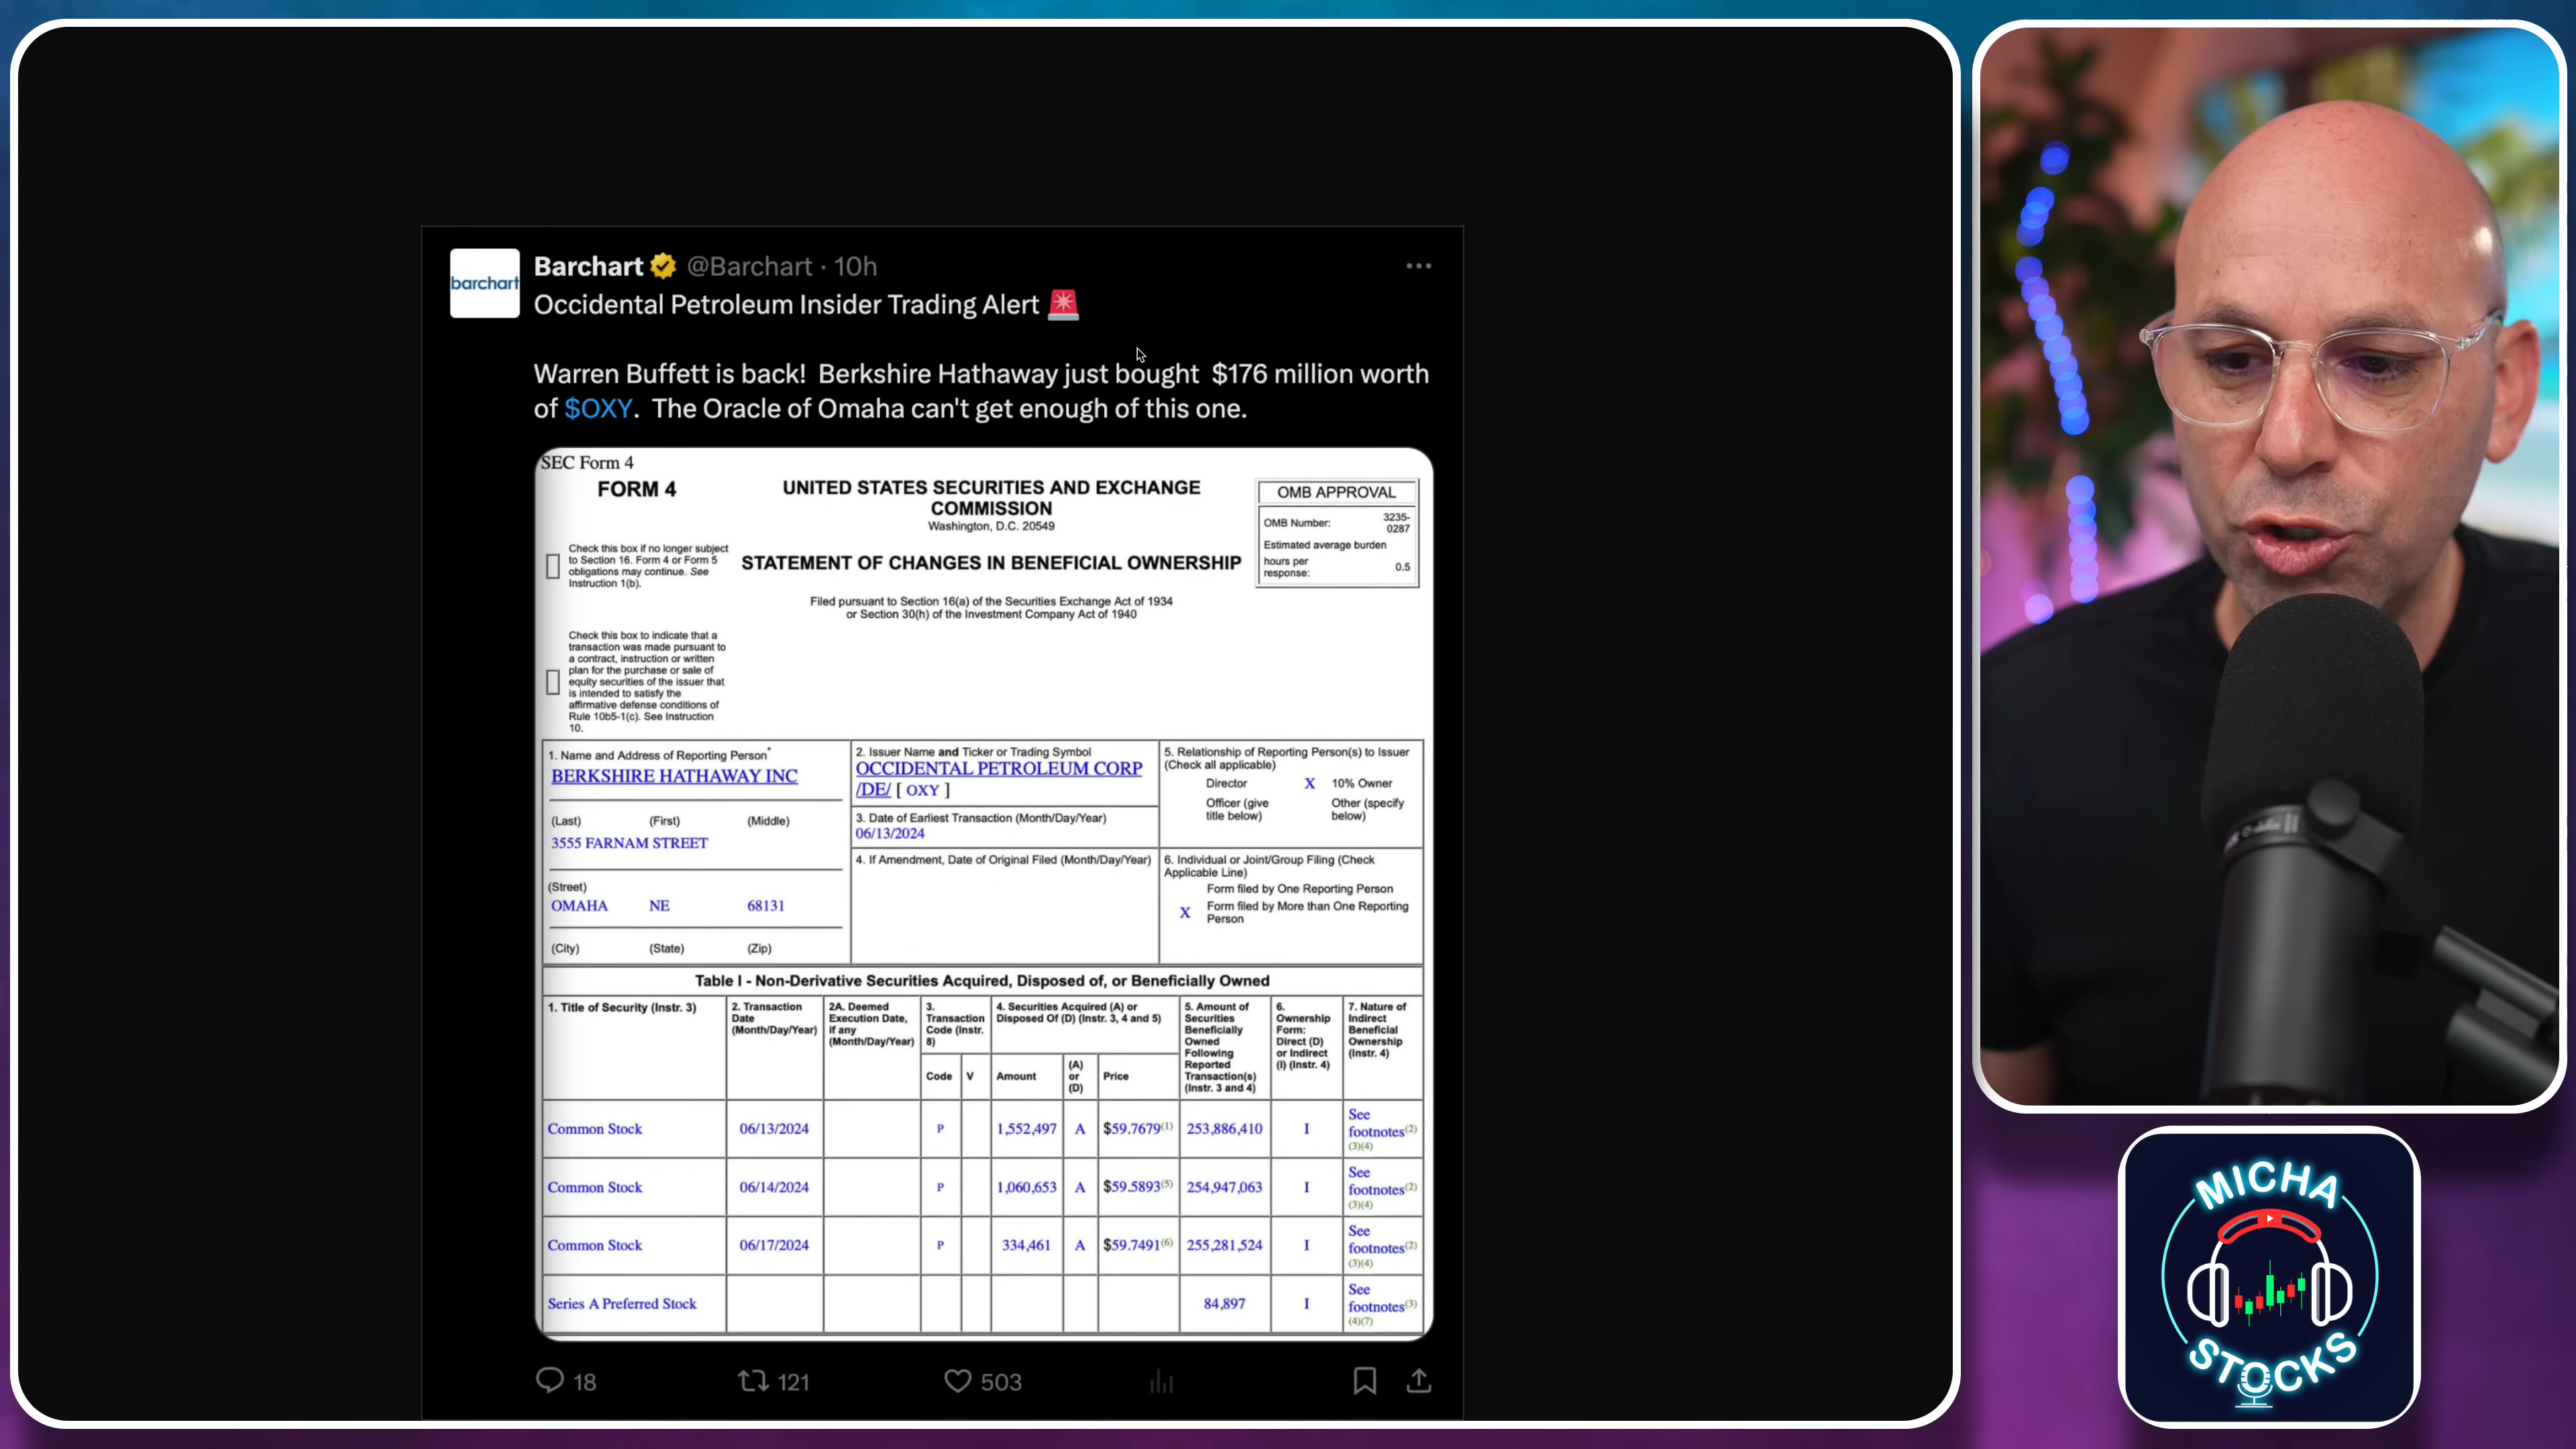 barchart
Barchart @Barchart · 10h
Occidental Petroleum Insider Trading Alert
Warren Buffett is back!  Berkshire Hathaway just bought  $176 million worth
of $OXY.  The Oracle of Omaha can't get enough of this one.
SEC Form 4
FORM 4
UNITED STATES SECURITIES AND EXCHANGE
COMMISSION
Washington, D.C. 20549
STATEMENT OF CHANGES IN BENEFICIAL OWNERSHIP
Filed pursuant to Section 16(a) of the Securities Exchange Act of 1934
or Section 30(h) of the Investment Company Act of 1940
OMB APPROVAL
OMB Number: 3235-
0287
Estimated average burden
hours per
response: 0.5
Check this box if no longer subject
to Section 16. Form 4 or Form 5
obligations may continue. See
Instruction 1(b).
Check this box to indicate that a
transaction was made pursuant to
a contract, instruction or written
plan for the purchase or sale of
equity securities of the issuer that
is intended to satisfy the
affirmative defense conditions of
Rule 10b5-1(c). See Instruction
10.
1. Name and Address of Reporting Person*
BERKSHIRE HATHAWAY INC
(Last) (First) (Middle)
3555 FARNAM STREET
(Street)
OMAHA NE 68131
(City) (State) (Zip)
2. Issuer Name and Ticker or Trading Symbol
OCCIDENTAL PETROLEUM CORP
/DE/ [ OXY ]
3. Date of Earliest Transaction (Month/Day/Year)
06/13/2024
4. If Amendment, Date of Original Filed (Month/Day/Year)
5. Relationship of Reporting Person(s) to Issuer
(Check all applicable)
Director X 10% Owner
Officer (give
title below)
Other (specify
below)
6. Individual or Joint/Group Filing (Check
Applicable Line)
Form filed by One Reporting Person
X Form filed by More than One Reporting
Person
Table I - Non-Derivative Securities Acquired, Disposed of, or Beneficially Owned
1. Title of Security (Instr. 3)
2. Transaction
Date
(Month/Day/Year)
2A. Deemed
Execution Date,
if any
(Month/Day/Year)
3.
Transaction
Code (Instr.
8)
4. Securities Acquired (A) or
Disposed Of (D) (Instr. 3, 4 and 5)
5. Amount of
Securities
Beneficially
Owned
Following
Reported
Transaction(s)
(Instr. 3 and 4)
6.
Ownership
Form:
Direct (D)
or Indirect
(I) (Instr. 4)
7. Nature of
Indirect
Beneficial
Ownership
(Instr. 4)
Code V Amount (A)
or
(D) Price
Common Stock 06/13/2024 P 1,552,497 A $59.7679(1) 253,886,410 I See
footnotes(2)
(3)(4)
Common Stock 06/14/2024 P 1,060,653 A $59.5893(5) 254,947,063 I See
footnotes(2)
(3)(4)
Common Stock 06/17/2024 P 334,461 A $59.7491(6) 255,281,524 I See
footnotes(2)
(3)(4)
Series A Preferred Stock 84,897 I See
footnotes(3)
(4)(7)
18 121 503
MICHA
STOCKS